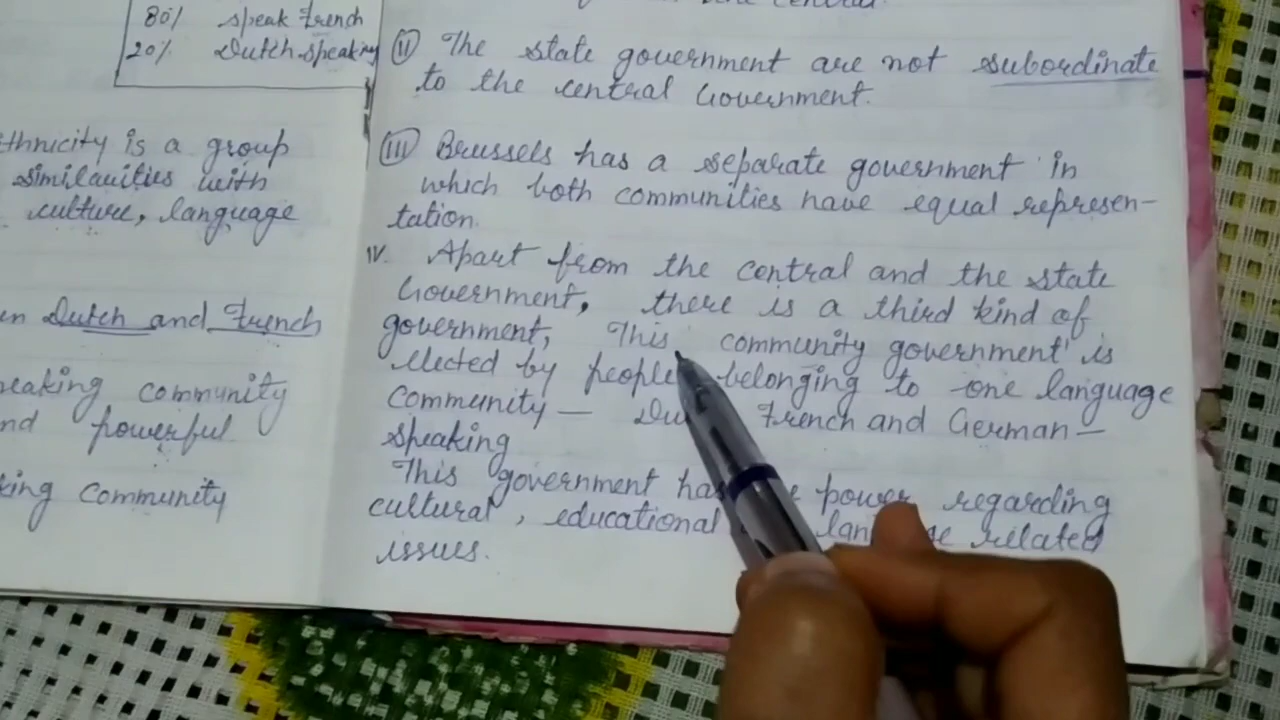 80% speak French
20% Dutch speaking
thnicity is a group
similarities with
culture, language
en Dutch and French
eaking community
nd powerful
king community
central.
(II) The state government are not subordinate
to the central Government.
(III) Brussels has a separate government in
which both communities have equal represen-
tation.
IV. Apart from the central and the state
Government, there is a third kind of
government, This community government is
elected by people belonging to one language
Community — Du French and German —
speaking
This government has power regarding
cultural, educational related
issues.